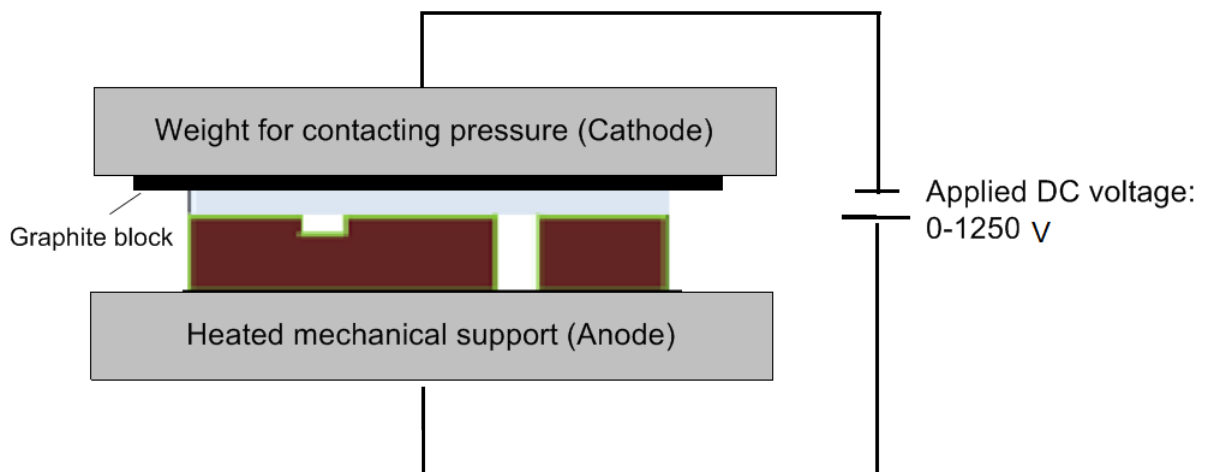 Weight for contacting pressure (Cathode)
Graphite block
Applied DC voltage:
0-1250 V
Heated mechanical support (Anode)